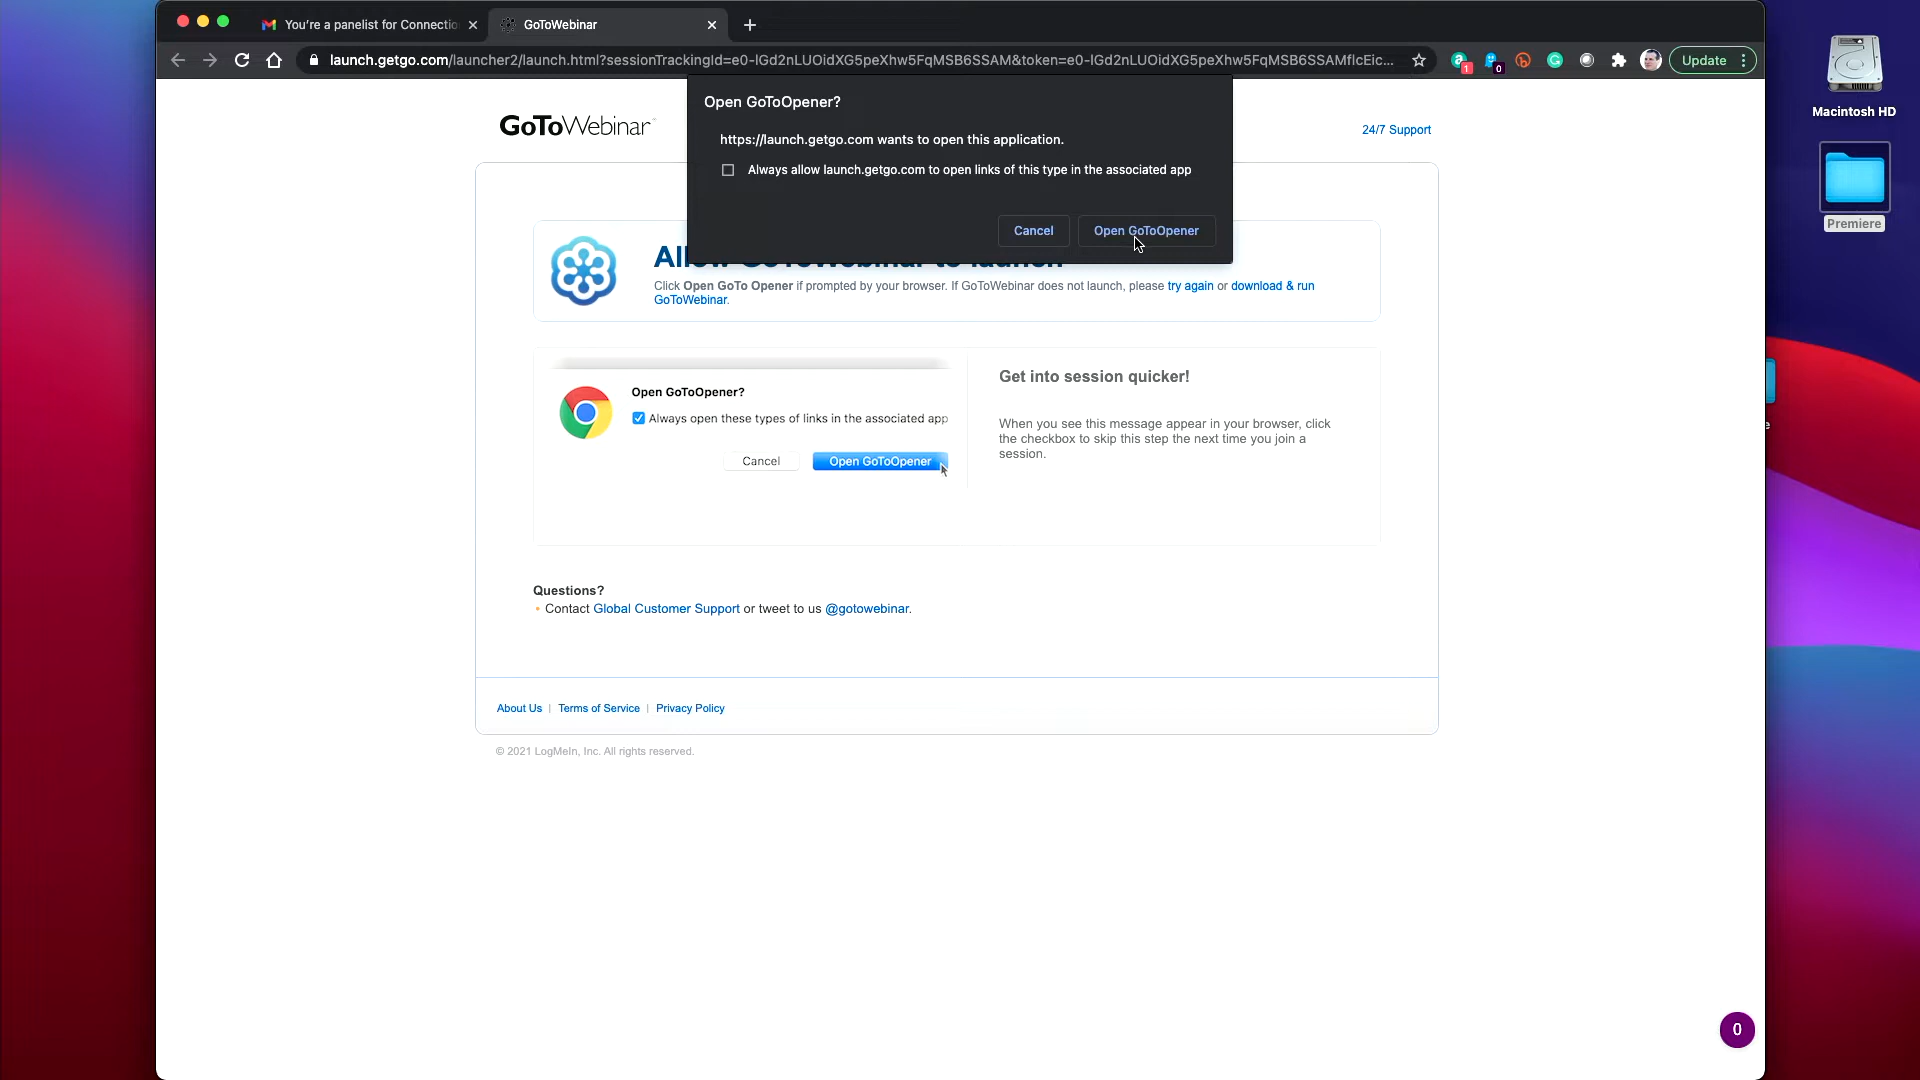 You're a panelist for Connectio
GoToWebinar
launch.getgo.com/launcher2/launch.html?sessionTrackingId=e0-lGd2nLUOidXG5peXhw5FqMSB6SSAM&token=e0-lGd2nLUOidXG5peXhw5FqMSB6SSAMflcEic...
1
0
Update
Macintosh HD
Premiere
Open GoToOpener?
https://launch.getgo.com wants to open this application.
Always allow launch.getgo.com to open links of this type in the associated app
Cancel
Open GoToOpener
GoToWebinar
24/7 Support
Allow GoToWebinar to launch
Click Open GoTo Opener if prompted by your browser. If GoToWebinar does not launch, please try again or download & run
GoToWebinar.
Open GoToOpener?
Always open these types of links in the associated app
Cancel
Open GoToOpener
Get into session quicker!
When you see this message appear in your browser, click
the checkbox to skip this step the next time you join a
session.
Questions?
• Contact Global Customer Support or tweet to us @gotowebinar.
About Us | Terms of Service | Privacy Policy
© 2021 LogMeIn, Inc. All rights reserved.
0